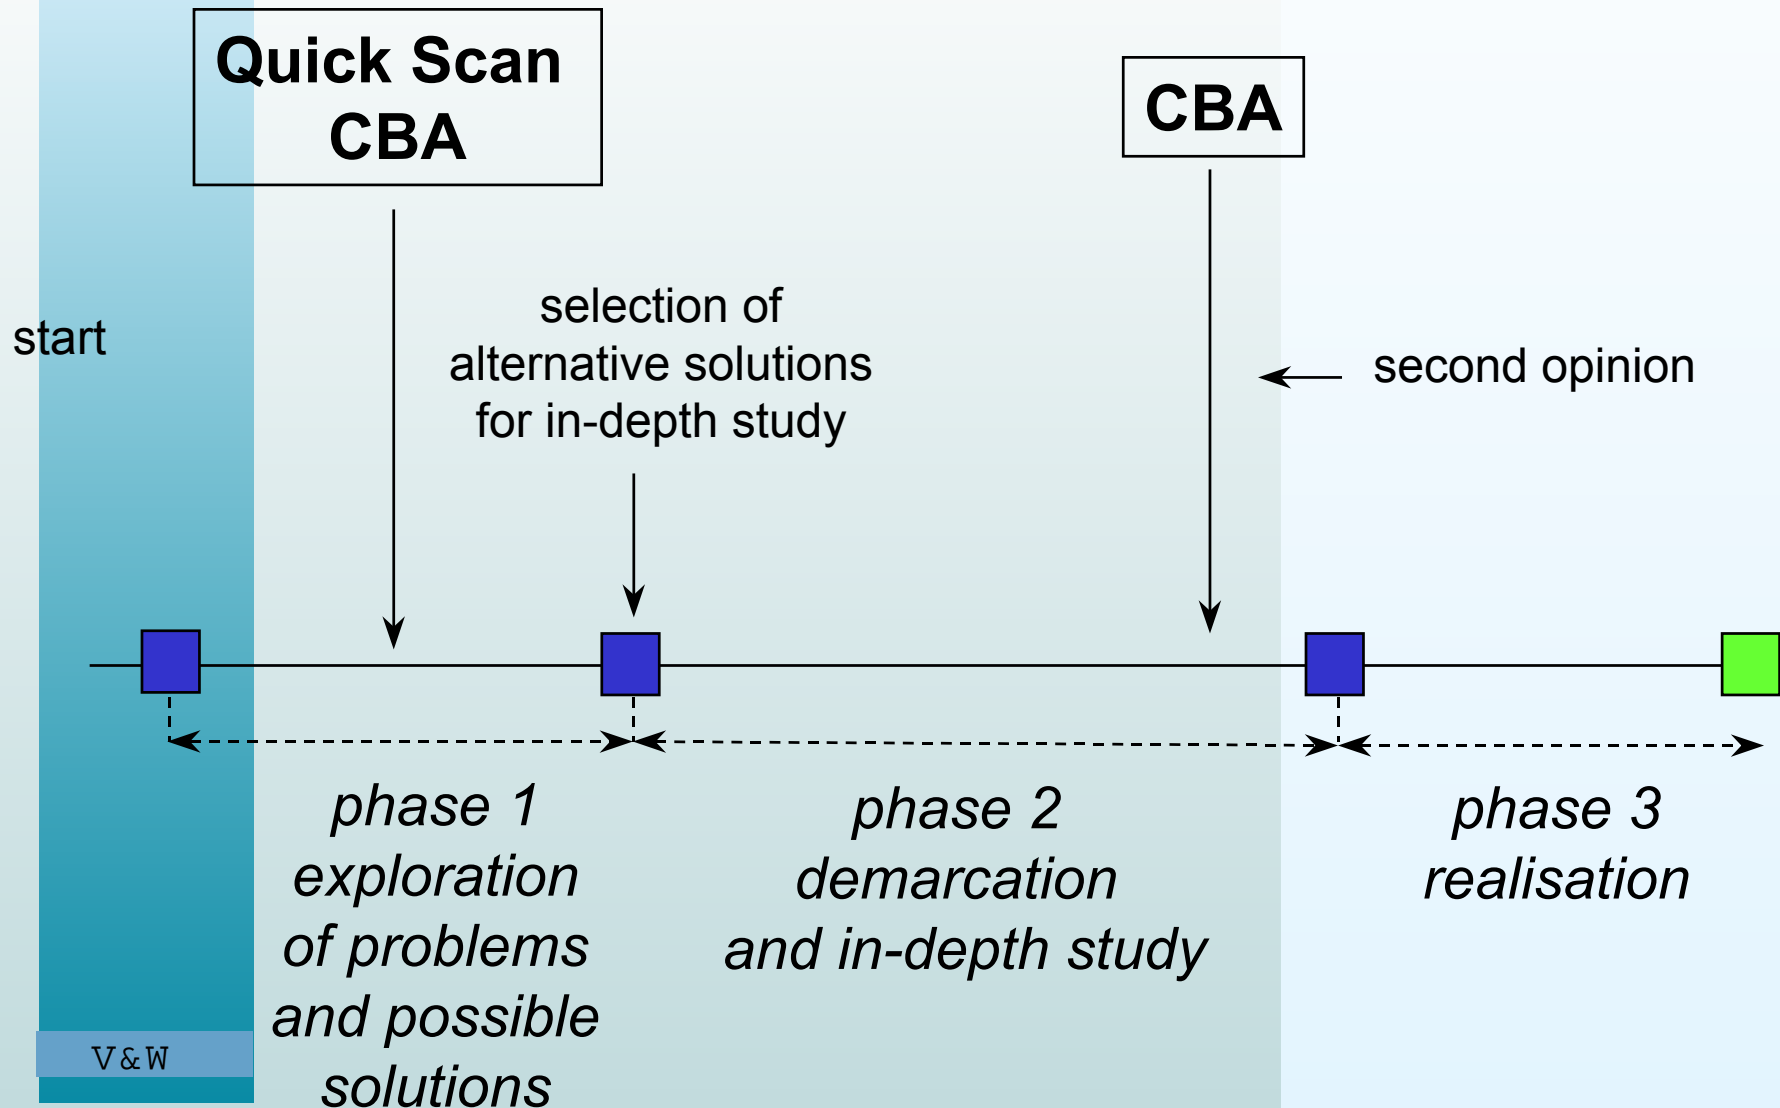 Quick Scan
CBA
CBA
start
selection of
alternative solutions
for in-depth study
second opinion
phase 1
exploration
of problems
and possible
solutions
phase 2
demarcation
and in-depth study
phase 3
realisation
V&W